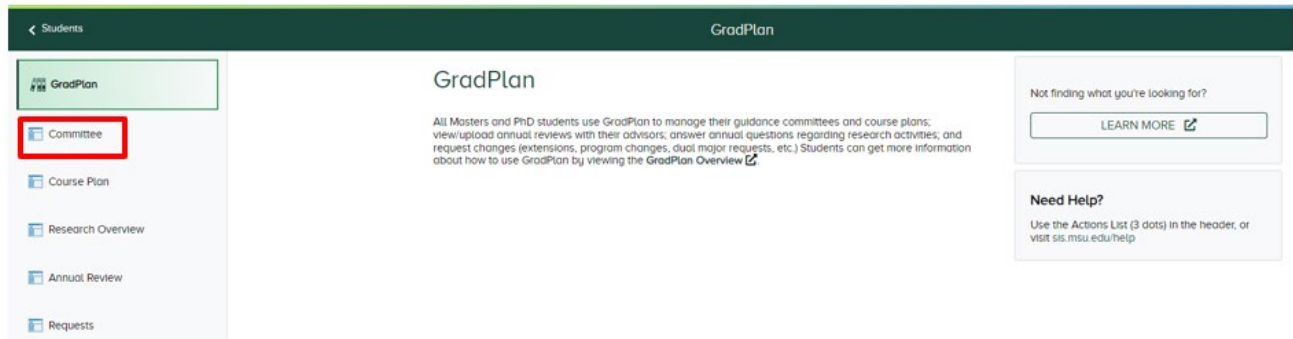 Students
GradPlan
GradPlan
Committee
Course Plan
Research Overview
Annual Review
Requests
GradPlan
All Masters and PhD students use GradPlan to manage their guidance committees and course plans;
view/upload annual reviews with their advisors; answer annual questions regarding research activities; and
request changes (extensions, program changes, dual major requests, etc.) Students can get more information
about how to use GradPlan by viewing the GradPlan Overview.
Not finding what you're looking for?
LEARN MORE
Need Help?
Use the Actions List (3 dots) in the header, or
visit sis.msu.edu/help